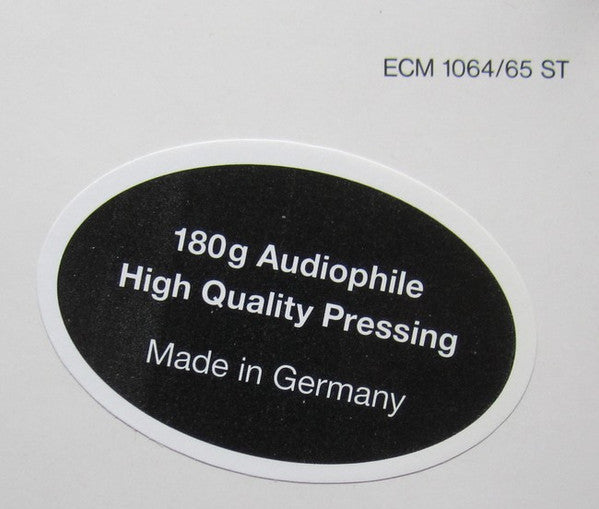 ECM 1064/65 ST
180g Audiophile
High Quality Pressing
Made in Germany